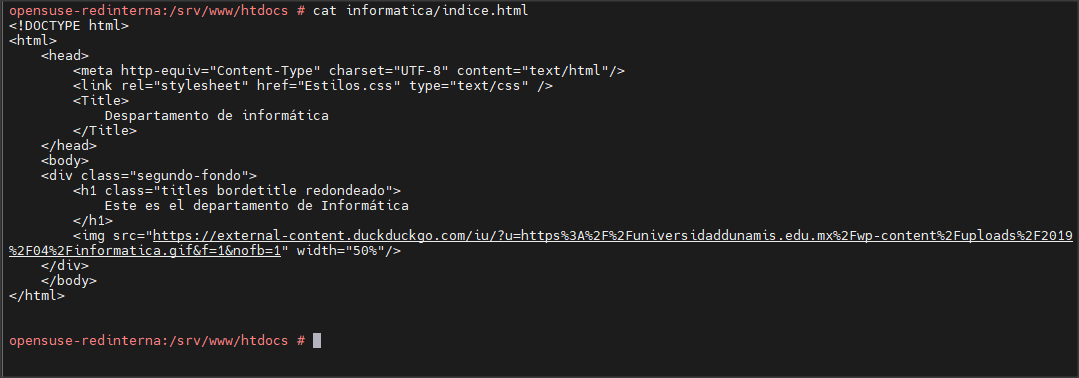 opensuse-redinterna:/srv/www/htdocs # cat informatica/indice.html
<!DOCTYPE html>
<html>
    <head>
        <meta http-equiv="Content-Type" charset="UTF-8" content="text/html"/>
        <link rel="stylesheet" href="Estilos.css" type="text/css" />
        <Title>
            Despartamento de informática
        </Title>
    </head>
    <body>
    <div class="segundo-fondo">
        <h1 class="titles bordetitle redondeado">
            Este es el departamento de Informática
        </h1>
        <img src="https://external-content.duckduckgo.com/iu/?u=https%3A%2F%2Funiversidaddunamis.edu.mx%2Fwp-content%2Fuploads%2F2019
%2F04%2Finformatica.gif&f=1&nofb=1" width="50%"/>
    </div>
    </body>
</html>
opensuse-redinterna:/srv/www/htdocs #